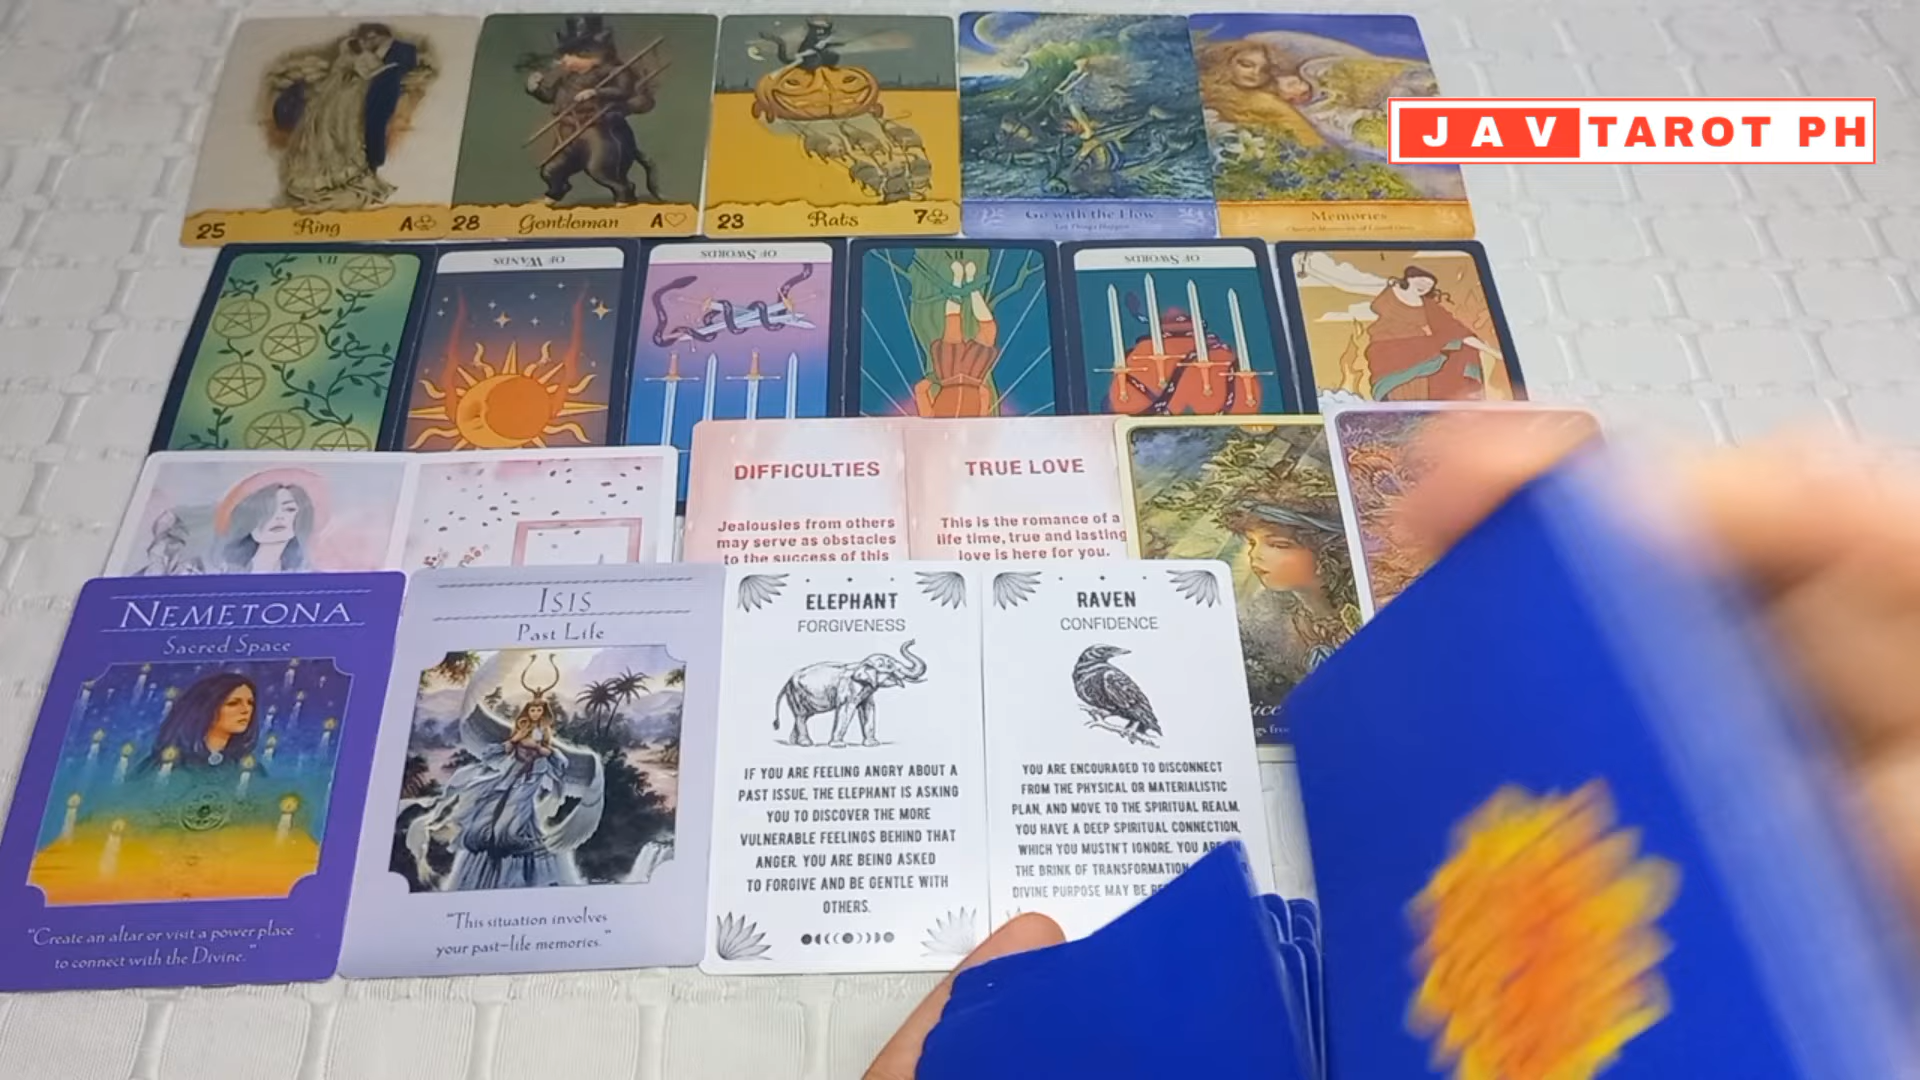 JAV TAROT PH
25 Ring A
28 Gentleman A
23 Rats 7
Go with the Flow
Memories
VII
OF WANDS
OF SWORDS
XII
OF SWORDS
I
DIFFICULTIES
Jealousies from others
may serve as obstacles
to the success of this
TRUE LOVE
This is the romance of a
life time, true and lasting
love is here for you.
NEMETONA
Sacred Space
"Create an altar or visit a power place
to connect with the Divine."
ISIS
Past Life
"This situation involves
your past-life memories."
ELEPHANT
FORGIVENESS
IF YOU ARE FEELING ANGRY ABOUT A
PAST ISSUE, THE ELEPHANT IS ASKING
YOU TO DISCOVER THE MORE
VULNERABLE FEELINGS BEHIND THAT
ANGER. YOU ARE BEING ASKED
TO FORGIVE AND BE GENTLE WITH
OTHERS.
RAVEN
CONFIDENCE
YOU ARE ENCOURAGED TO DISCONNECT
FROM THE PHYSICAL OR MATERIALISTIC
PLAN, AND MOVE TO THE SPIRITUAL REALM.
YOU HAVE A DEEP SPIRITUAL CONNECTION,
WHICH YOU MUSTN'T IGNORE. YOU ARE
THE BRINK OF TRANSFORMATION
DIVINE PURPOSE MAY BE